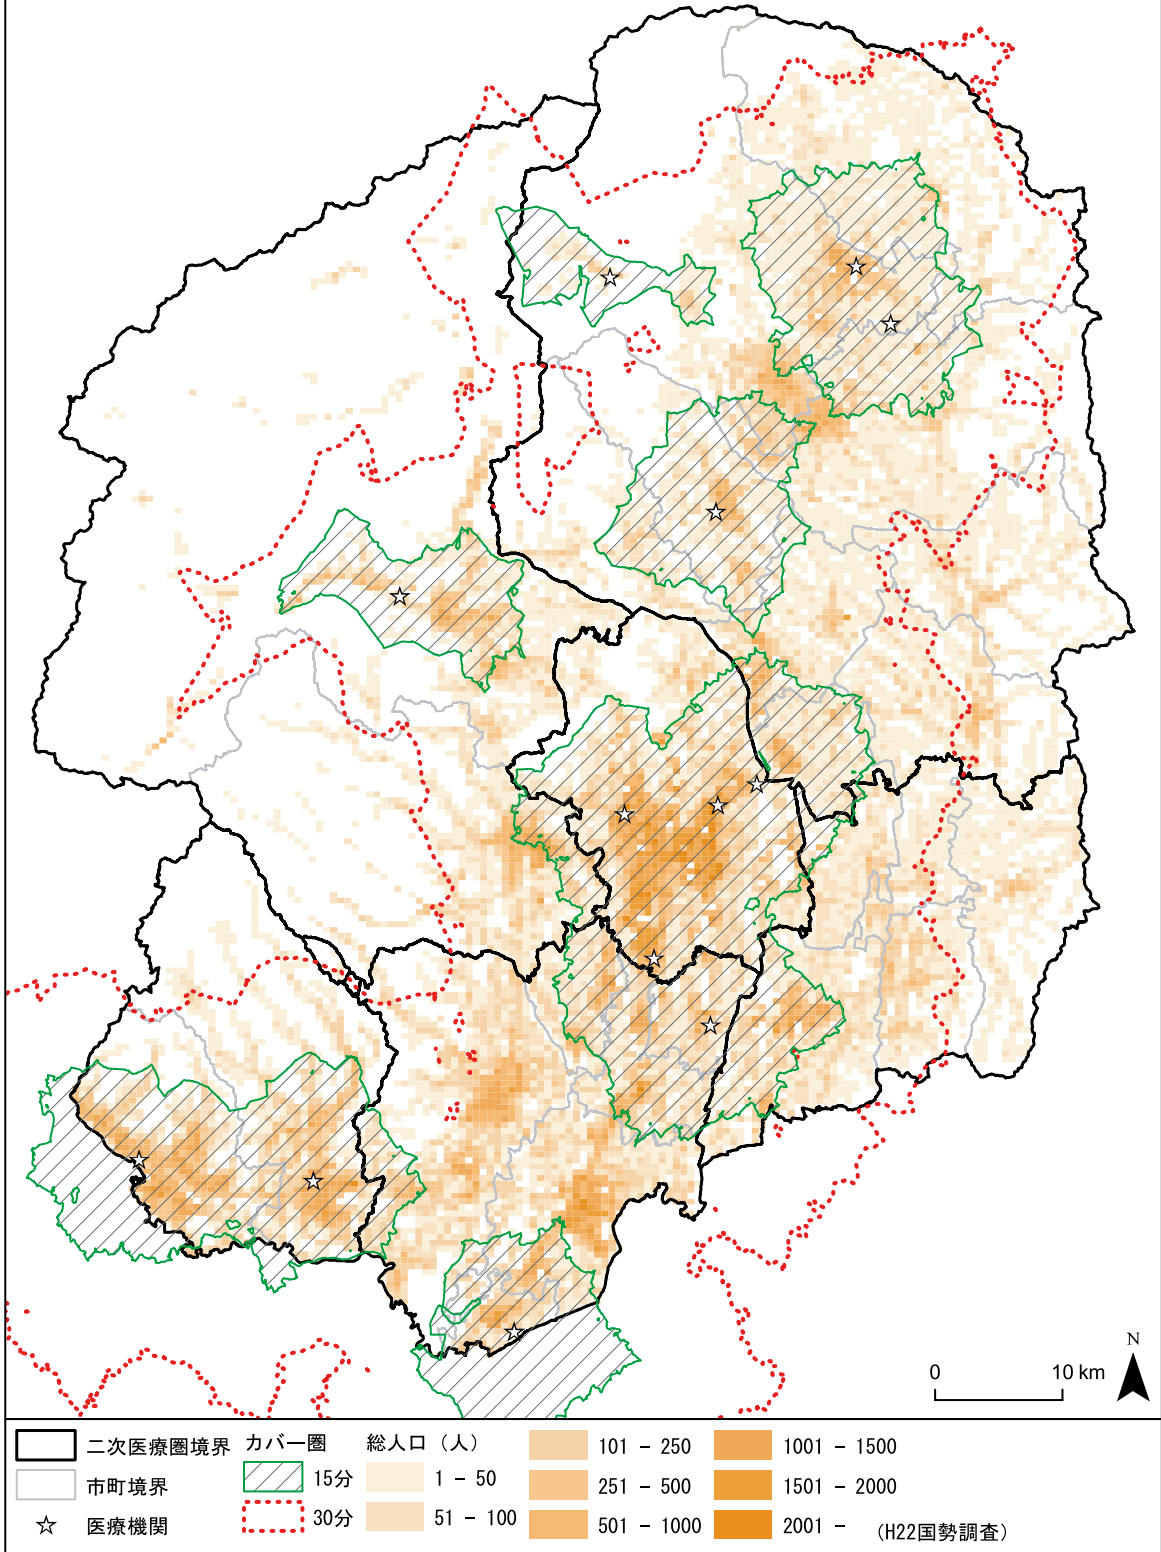 N
0 10 km
二次医療圏境界
市町境界
医療機関
カバー圏
15分
30分
総人口（人）
1 - 50
51 - 100
101 - 250
251 - 500
501 - 1000
1001 - 1500
1501 - 2000
2001 -
（H22国勢調査）